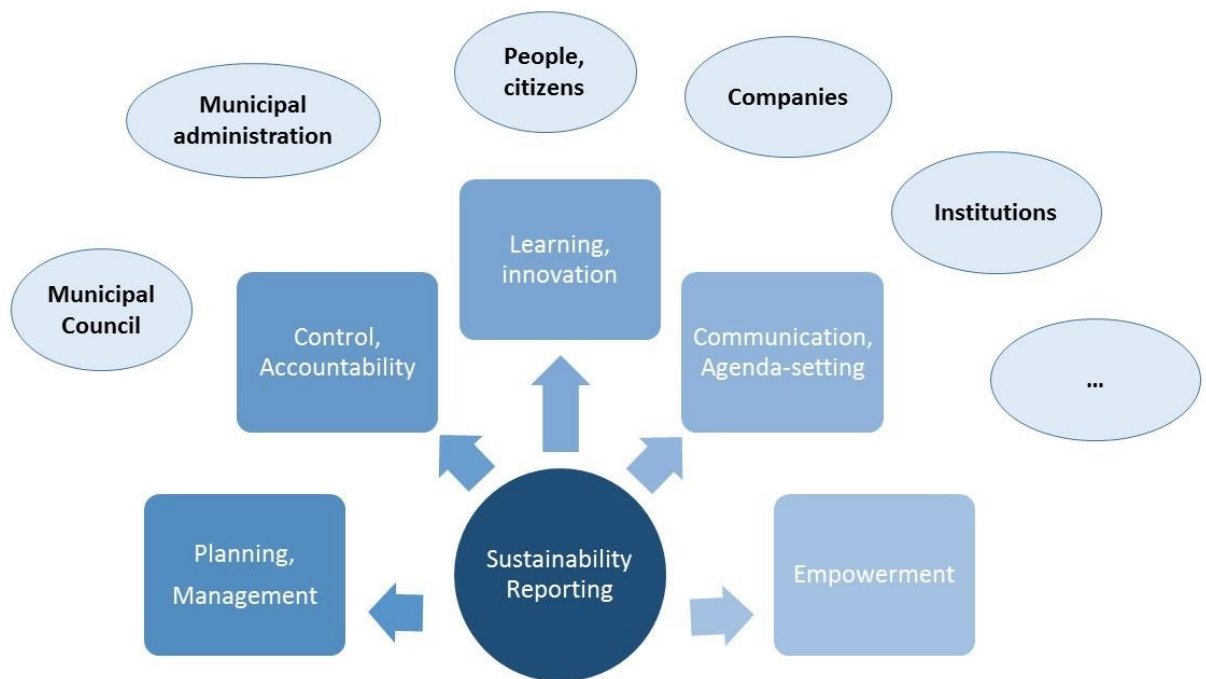 People,
citizens
Companies
Municipal
administration
Institutions
Learning,
innovation
Municipal
Council
Control,
Accountability
Communication,
Agenda-setting
...
Planning,
Management
Sustainability
Reporting
Empowerment